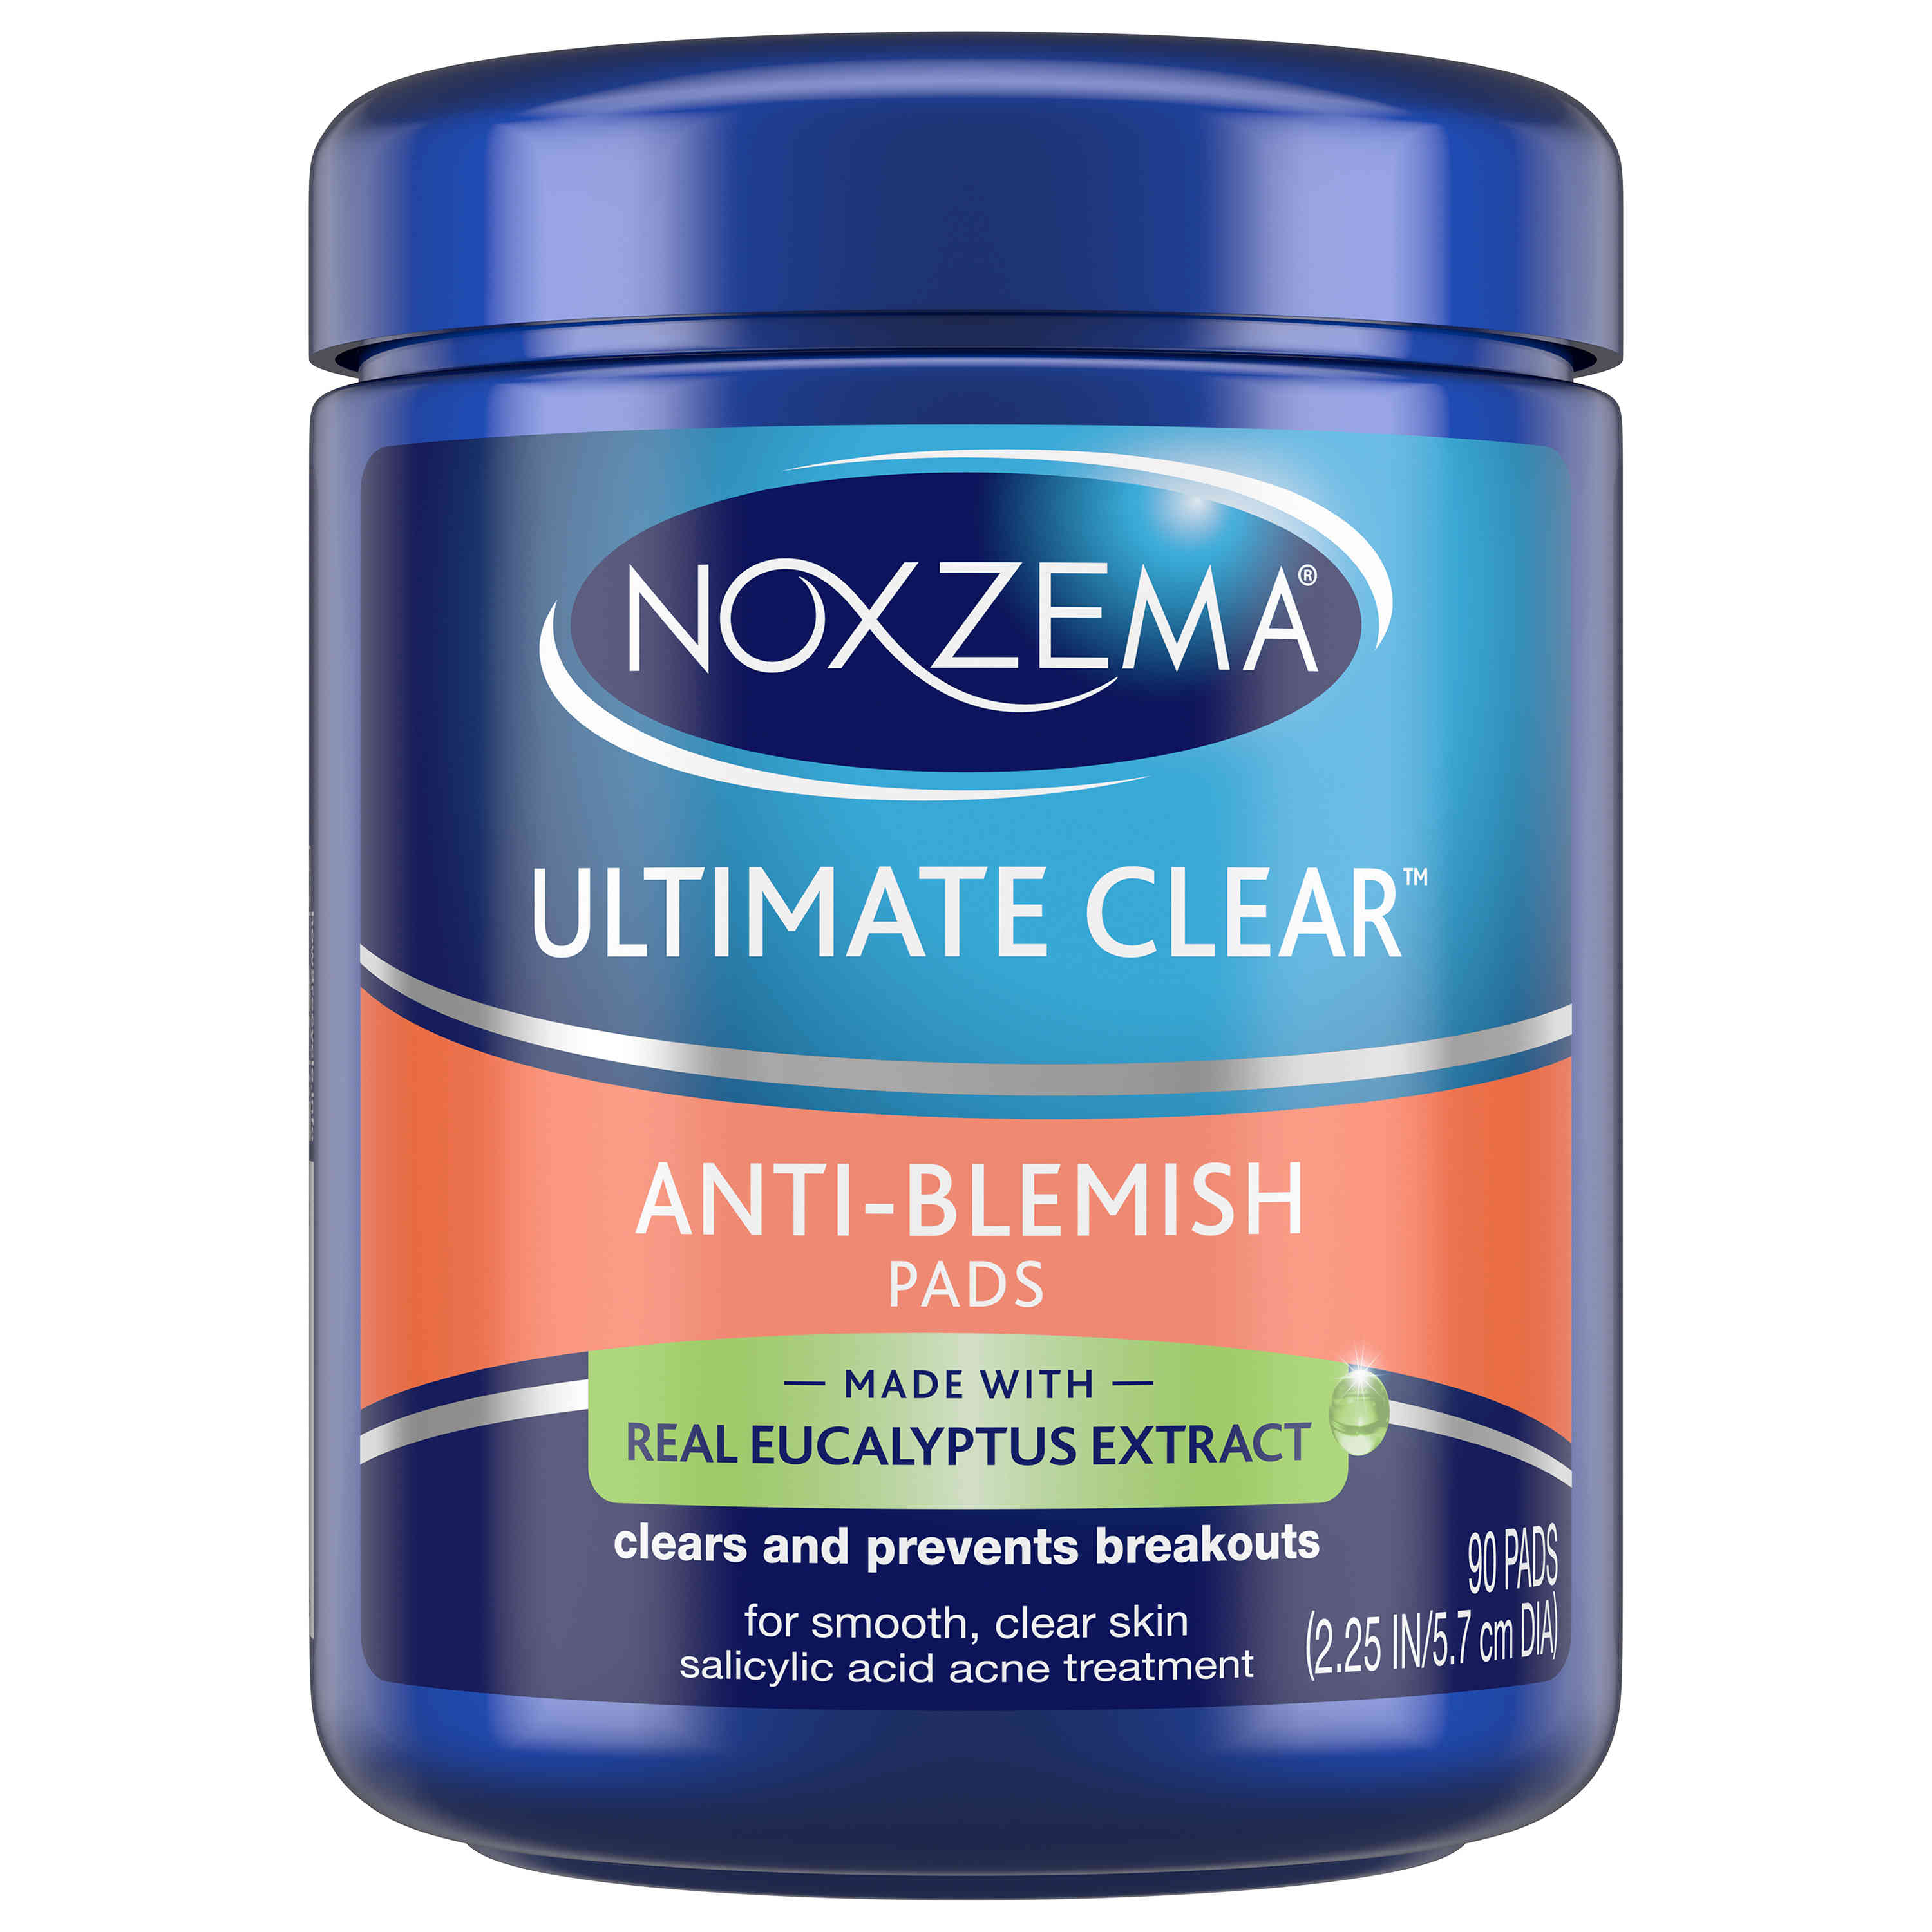 NOXZEMA®
ULTIMATE CLEAR™
ANTI-BLEMISH
PADS
— MADE WITH —
REAL EUCALYPTUS EXTRACT
clears and prevents breakouts
for smooth, clear skin
salicylic acid acne treatment
90 PADS
(2.25 IN/5.7 cm DIA)